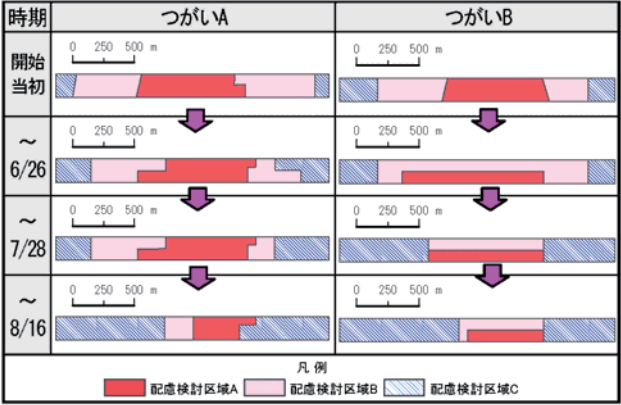 時期 つがいA つがいB
開始当初 0 250 500 m 0 250 500 m
～6/26 0 250 500 m 0 250 500 m
～7/28 0 250 500 m 0 250 500 m
～8/16 0 250 500 m 0 250 500 m
凡例
配慮検討区域A 配慮検討区域B 配慮検討区域C